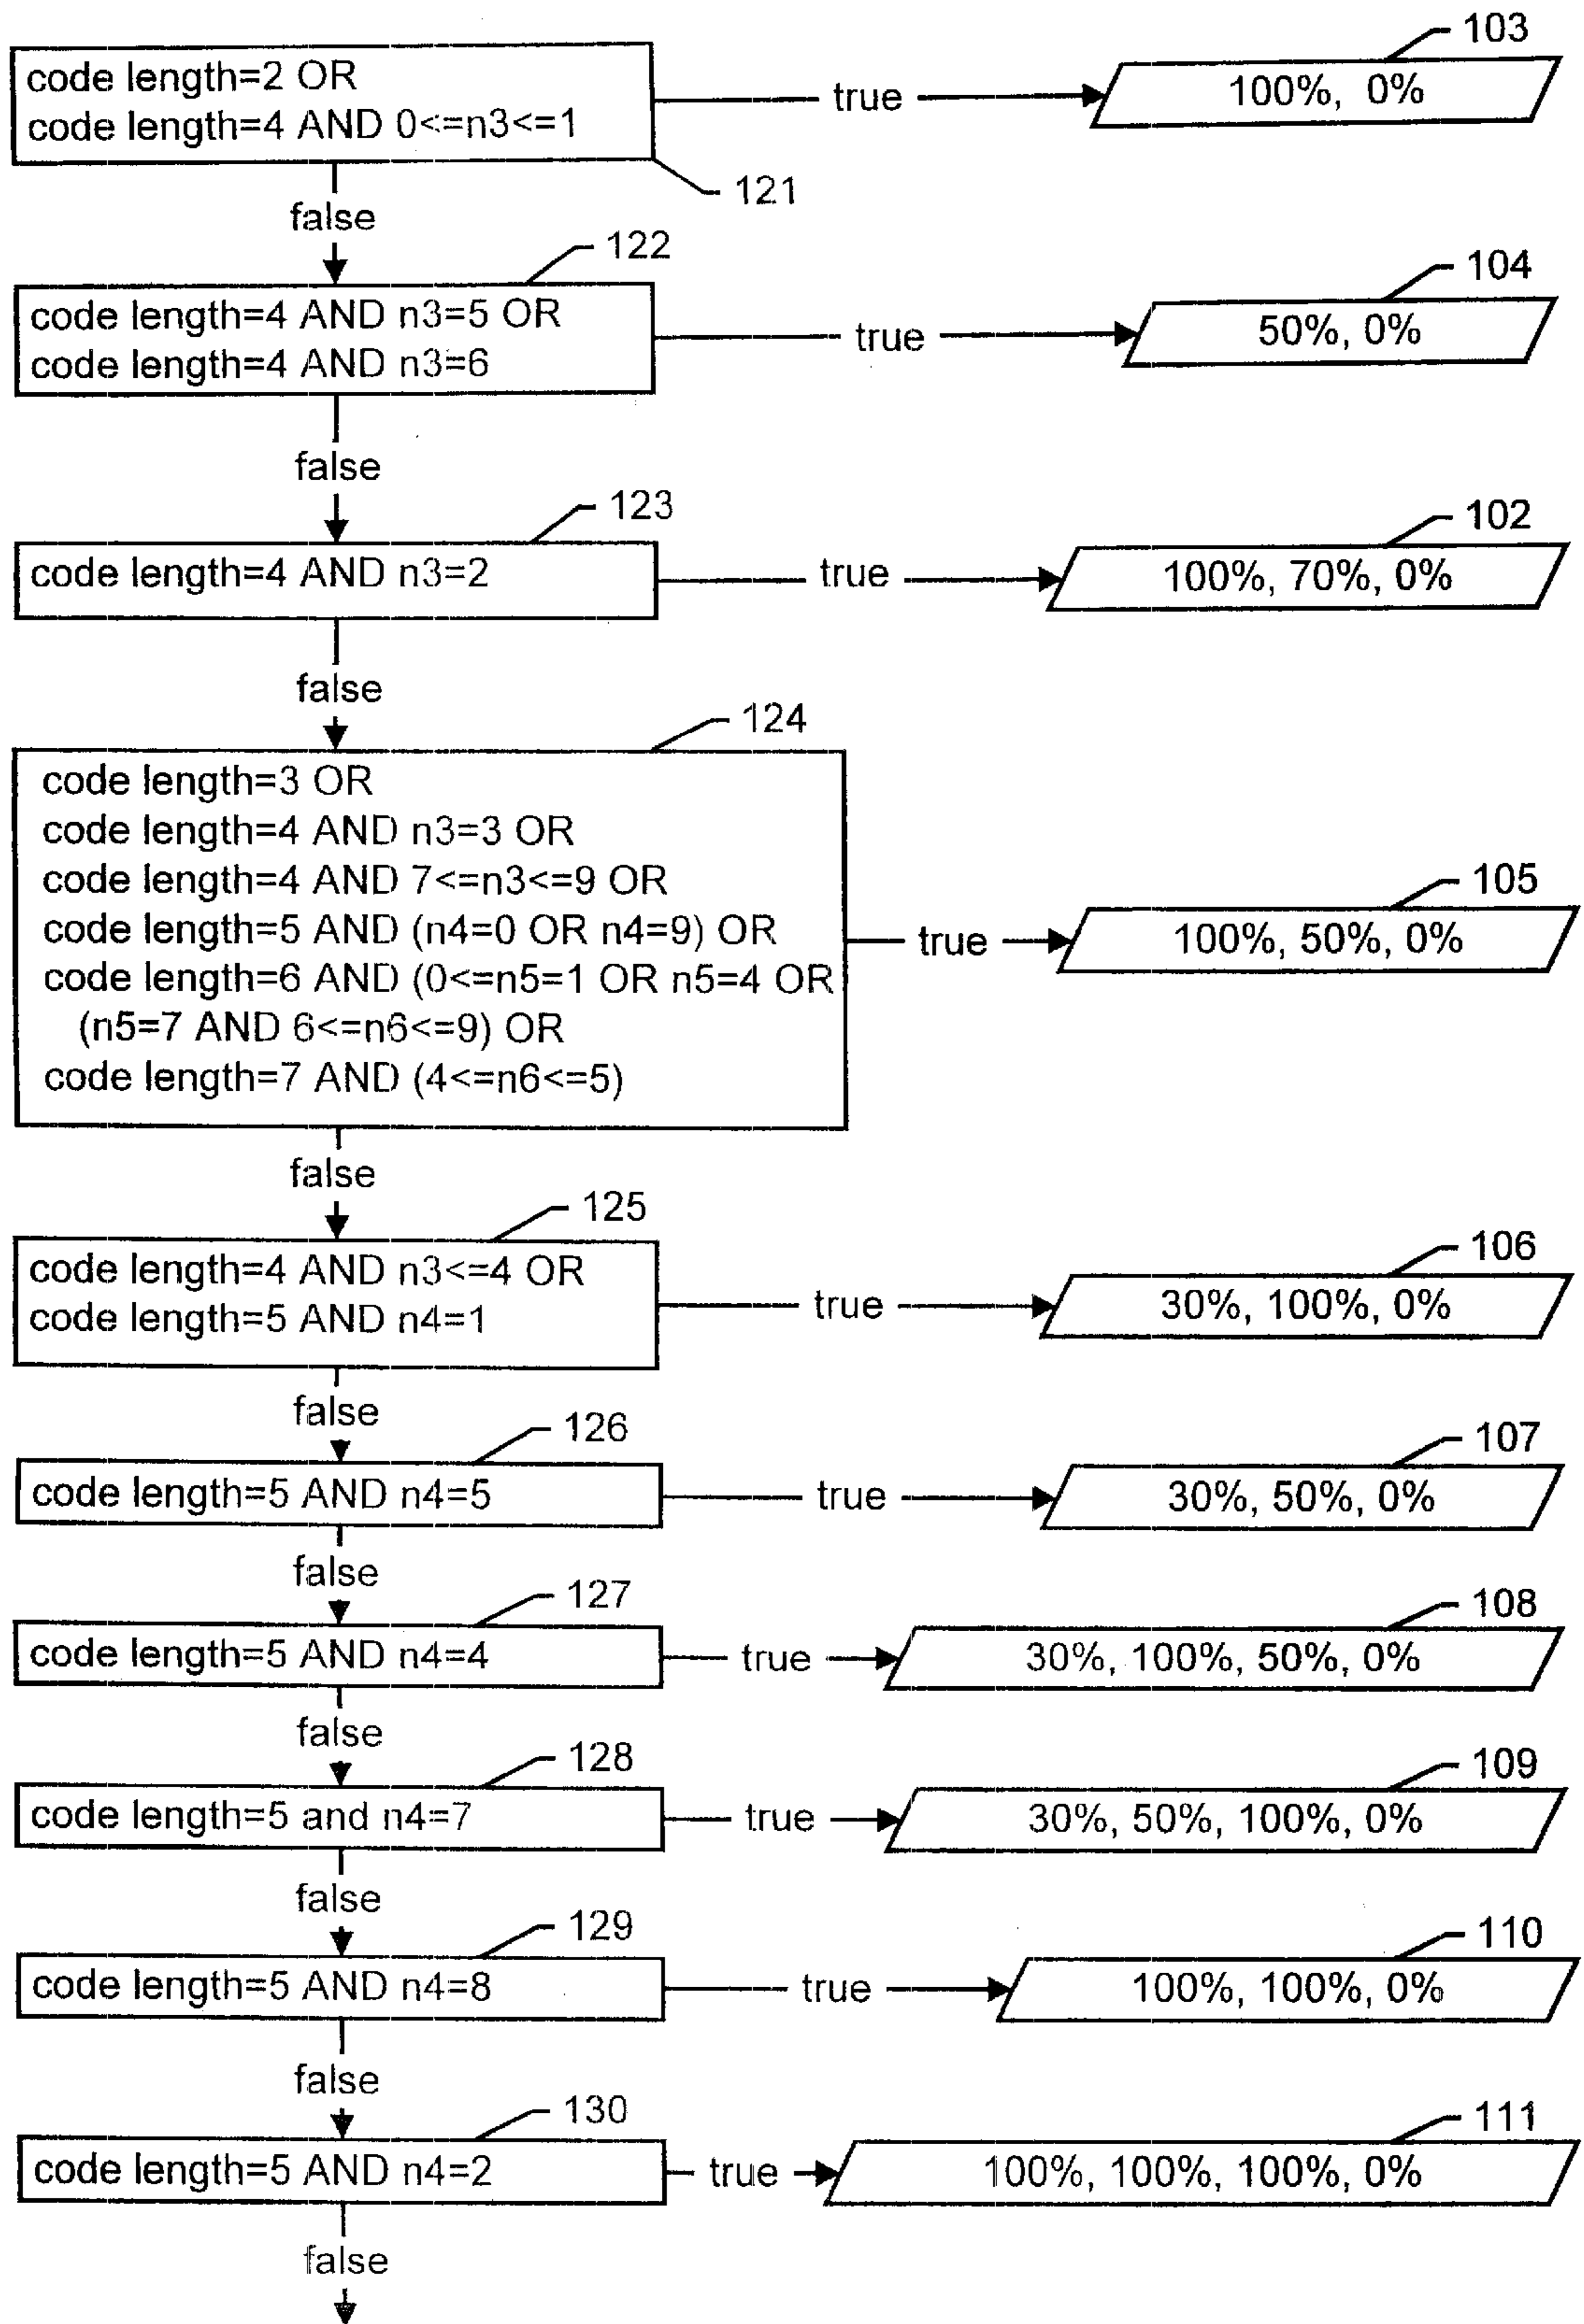 103
code length=2 OR
code length=4 AND 0<=n3<=1
true
100%, 0%
121
false
122
104
code length=4 AND n3=5 OR
code length=4 AND n3=6
true
50%, 0%
false
123
102
code length=4 AND n3=2
true
100%, 70%, 0%
false
124
code length=3 OR
code length=4 AND n3=3 OR
code length=4 AND 7<=n3<=9 OR
code length=5 AND (n4=0 OR n4=9) OR
code length=6 AND (0<=n5=1 OR n5=4 OR
(n5=7 AND 6<=n6<=9) OR
code length=7 AND (4<=n6<=5)
105
true
100%, 50%, 0%
false
125
106
code length=4 AND n3<=4 OR
code length=5 AND n4=1
true
30%, 100%, 0%
false
126
107
code length=5 AND n4=5
true
30%, 50%, 0%
false
127
108
code length=5 AND n4=4
true
30%, 100%, 50%, 0%
false
128
109
code length=5 and n4=7
true
30%, 50%, 100%, 0%
false
129
110
code length=5 AND n4=8
true
100%, 100%, 0%
false
130
111
code length=5 AND n4=2
true
100%, 100%, 100%, 0%
false